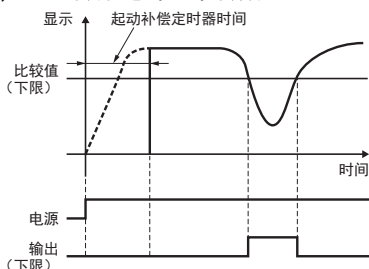 显示
起动补偿定时器时间
比较值
（下限）
时间
电源
输出
（下限）